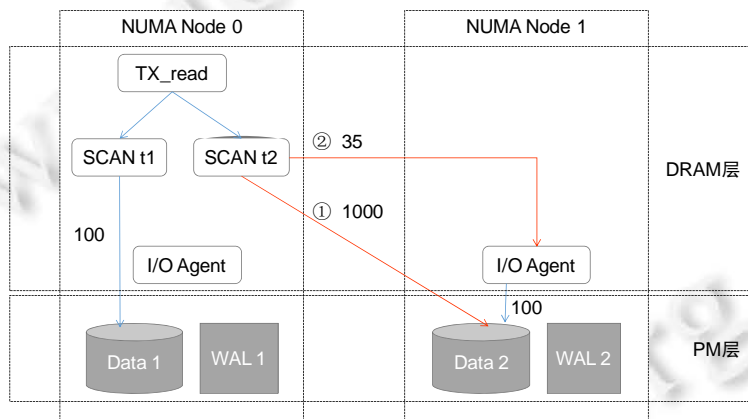 NUMA Node 0
NUMA Node 1
TX_read
SCAN t1
SCAN t2
② 35
DRAM层
① 1000
100
I/O Agent
I/O Agent
100
Data 1
WAL 1
Data 2
WAL 2
PM层